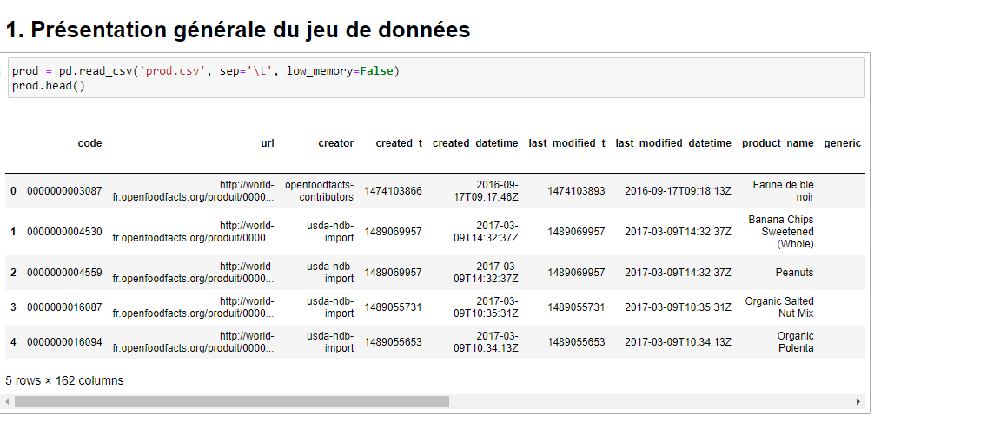 1. Présentation générale du jeu de données
prod = pd.read_csv('prod.csv', sep='\t', low_memory=False)
prod.head()
code url creator created_t created_datetime last_modified_t last_modified_datetime product_name generic_
0 0000000003087 http://world-fr.openfoodfacts.org/produit/0000... openfoodfacts-contributors 1474103866 2016-09-17T09:17:46Z 1474103893 2016-09-17T09:18:13Z Farine de blé noir
1 0000000004530 http://world-fr.openfoodfacts.org/produit/0000... usda-ndb-import 1489069957 2017-03-09T14:32:37Z 1489069957 2017-03-09T14:32:37Z Banana Chips Sweetened (Whole)
2 0000000004559 http://world-fr.openfoodfacts.org/produit/0000... usda-ndb-import 1489069957 2017-03-09T14:32:37Z 1489069957 2017-03-09T14:32:37Z Peanuts
3 0000000016087 http://world-fr.openfoodfacts.org/produit/0000... usda-ndb-import 1489055731 2017-03-09T10:35:31Z 1489055731 2017-03-09T10:35:31Z Organic Salted Nut Mix
4 0000000016094 http://world-fr.openfoodfacts.org/produit/0000... usda-ndb-import 1489055653 2017-03-09T10:34:13Z 1489055653 2017-03-09T10:34:13Z Organic Polenta
5 rows × 162 columns